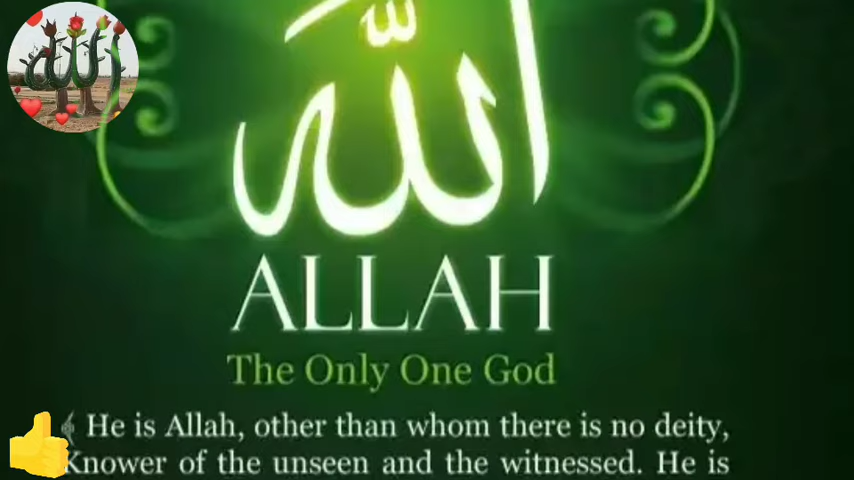 الله
الله
ALLAH
The Only One God
﴾ He is Allah, other than whom there is no deity,
Knower of the unseen and the witnessed. He is